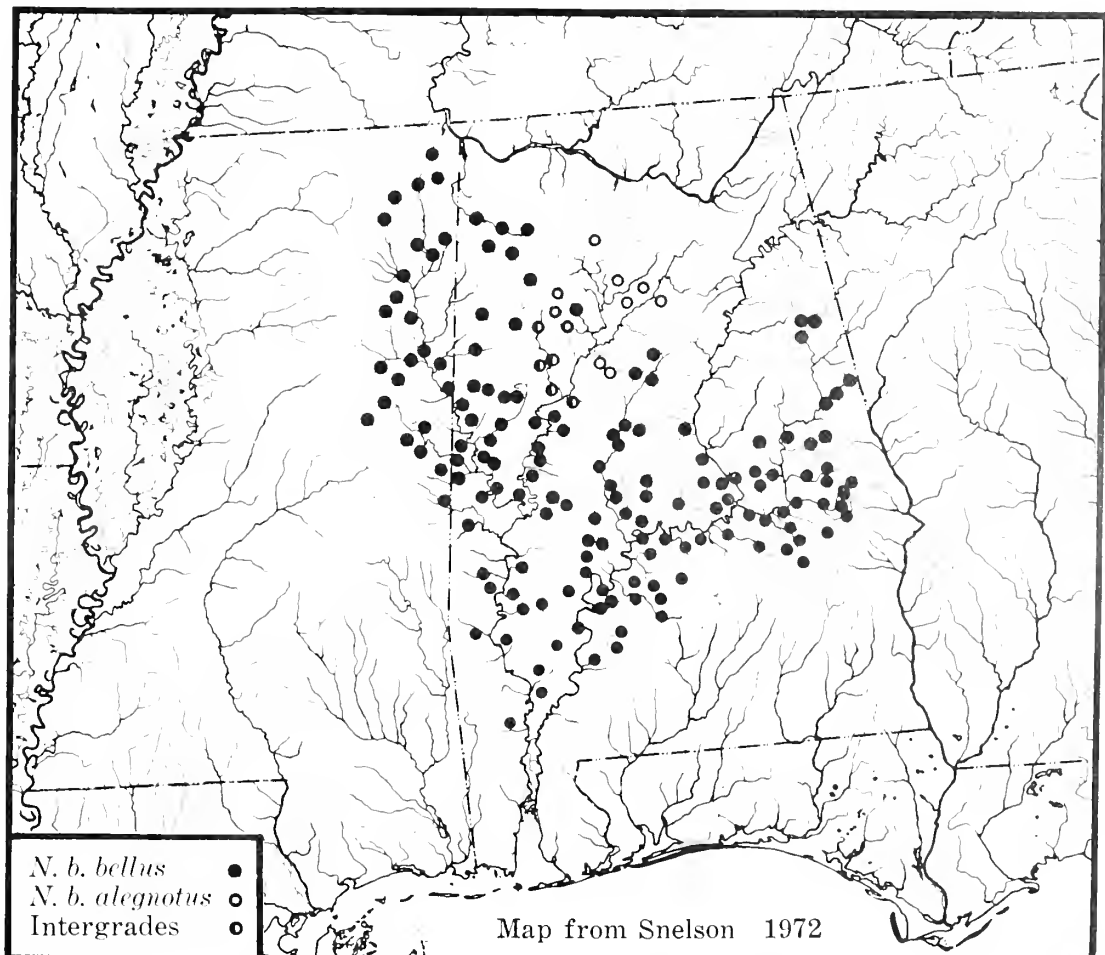 N. b. bellus
N. b. alegnotus
Intergrades
Map from Snelson 1972